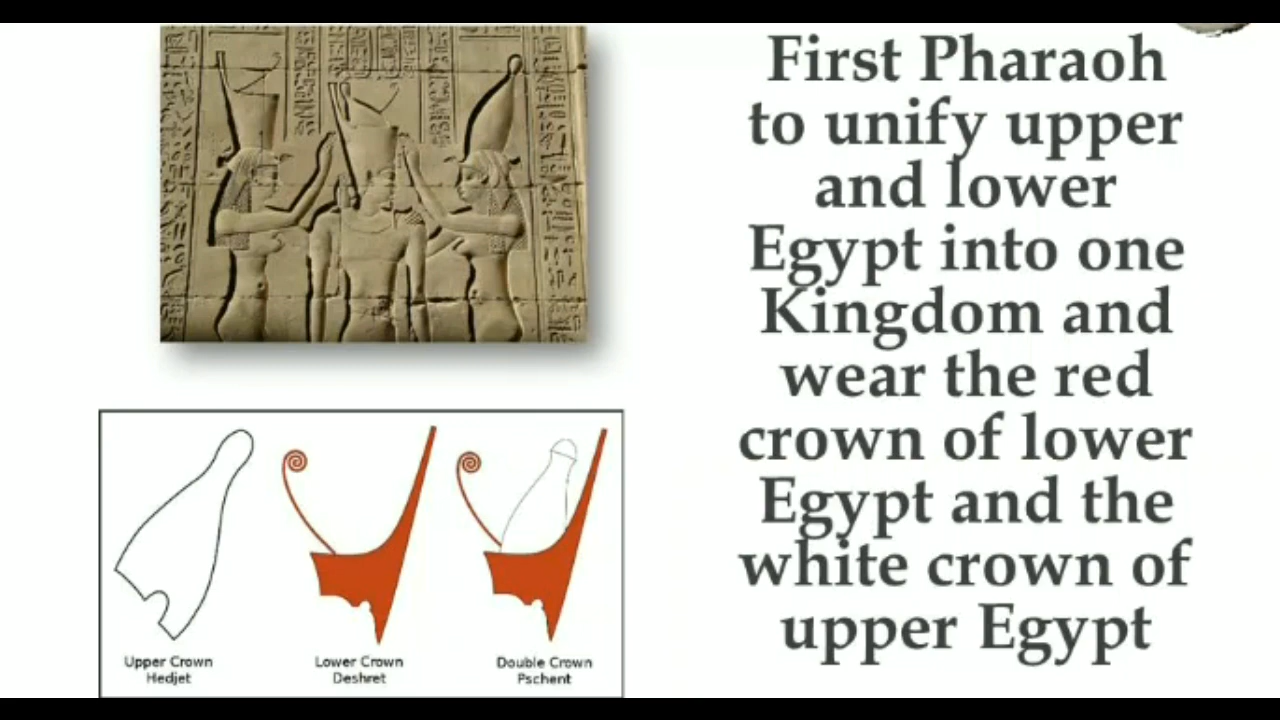 First Pharaoh
to unify upper
and lower
Egypt into one
Kingdom and
wear the red
crown of lower
Egypt and the
white crown of
upper Egypt
Upper Crown
Hedjet
Lower Crown
Deshret
Double Crown
Pschent